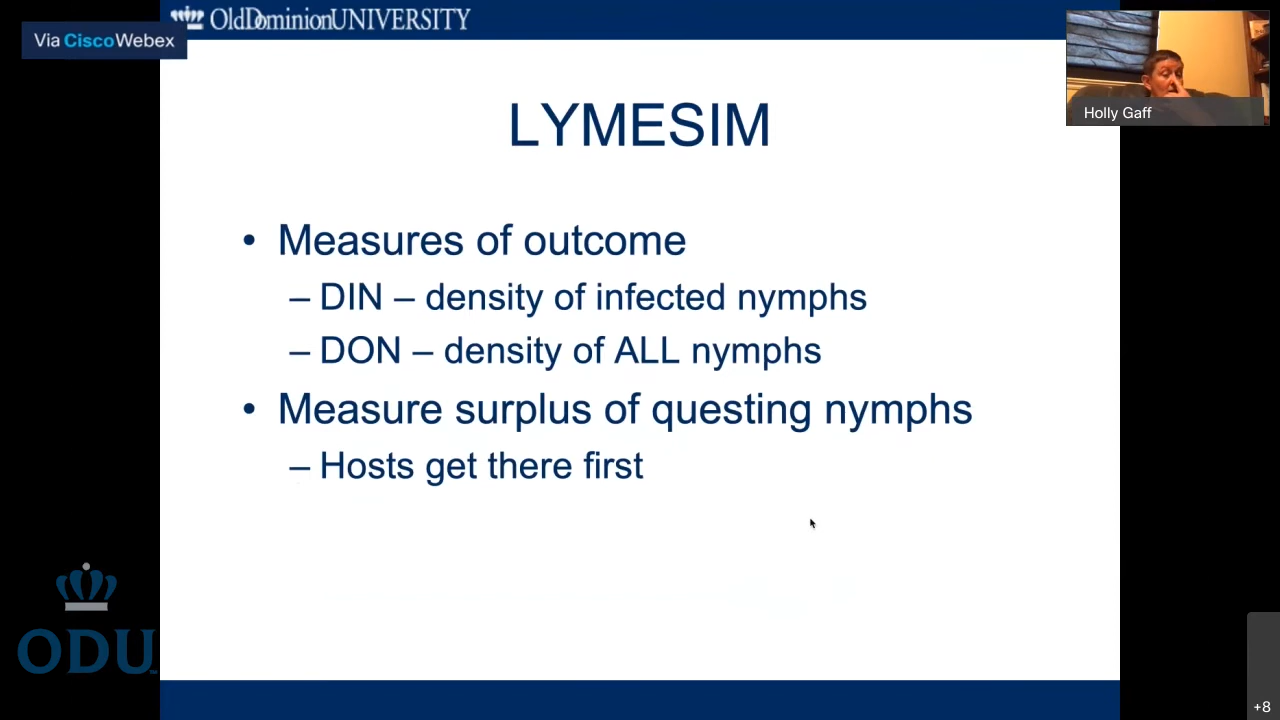 OldDominionUNIVERSITY
Via CiscoWebex
Holly Gaff
LYMESIM
• Measures of outcome
– DIN – density of infected nymphs
– DON – density of ALL nymphs
• Measure surplus of questing nymphs
– Hosts get there first
ODU
+8